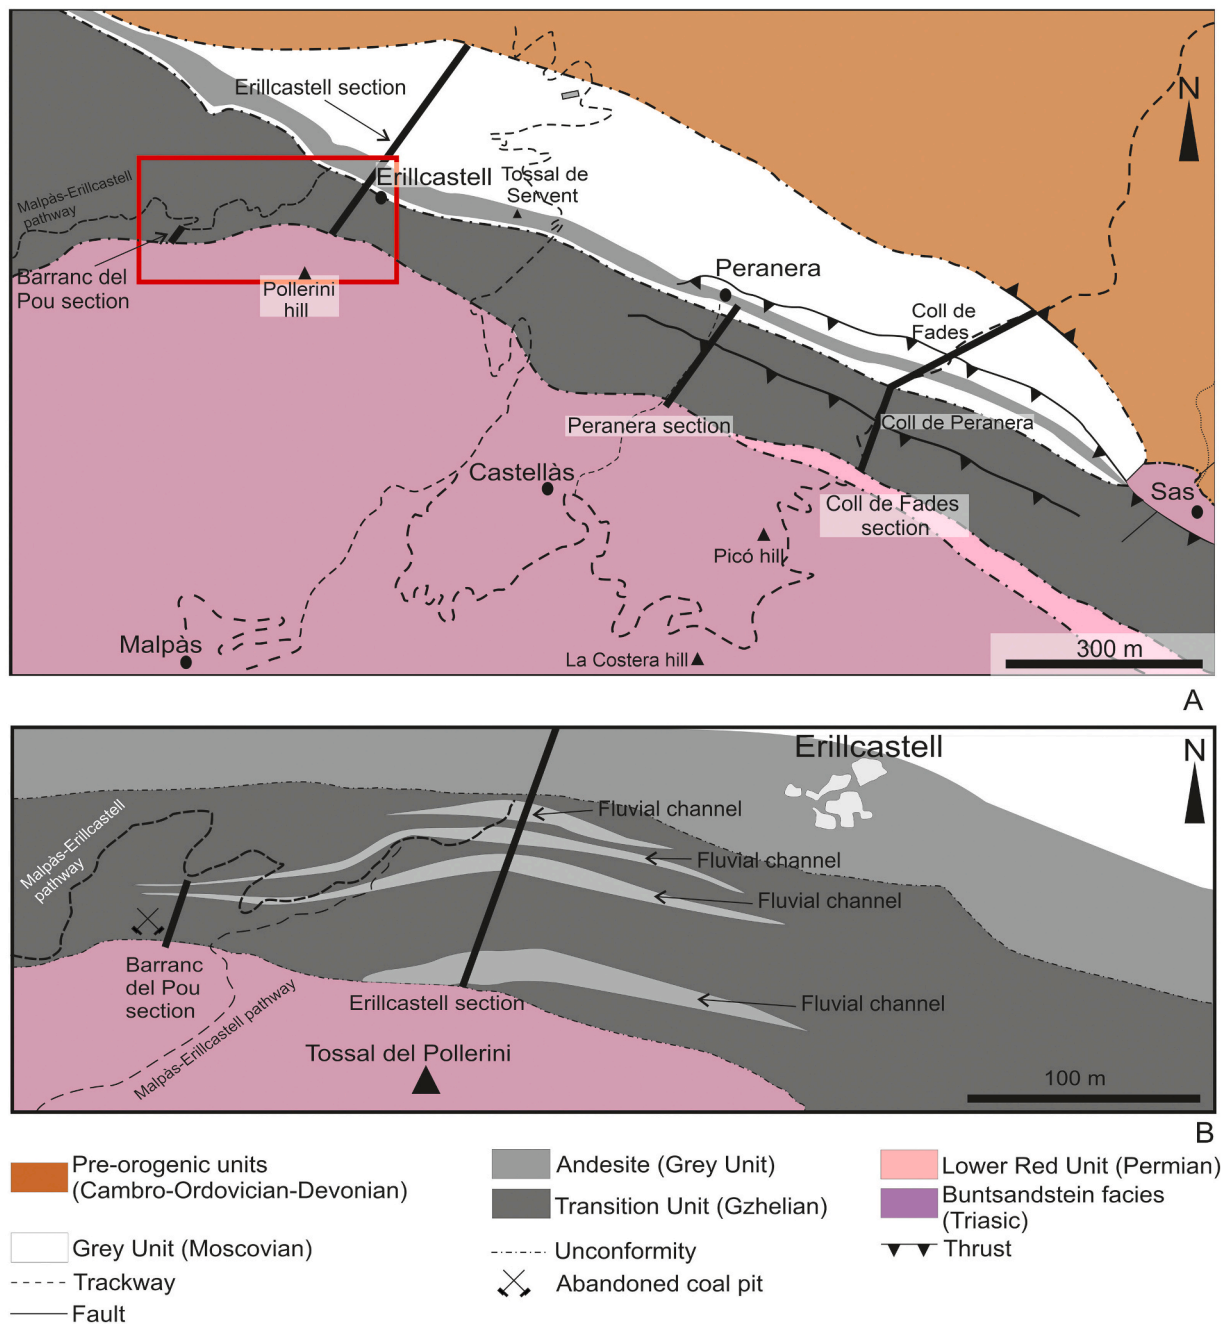 N
Erillcastell section
Tossal de
Servent
Erillcastell
Malpàs-Erillcastell
pathway
Barranc del
Pou section
Pollerini
hill
Peranera
Coll de
Fades
Peranera section
Coll de Peranera
Castellàs
Sas
Coll de Fades
section
Picó hill
Malpàs
La Costera hill
300 m
A
Erillcastell
N
Fluvial channel
Malpàs-Erillcastell
pathway
Fluvial channel
Fluvial channel
Barranc
del Pou
section
Erillcastell section
Fluvial channel
Malpàs-Erillcastell pathway
Tossal del Pollerini
100 m
B
Pre-orogenic units
(Cambro-Ordovician-Devonian)
Grey Unit (Moscovian)
Trackway
Fault
Andesite (Grey Unit)
Transition Unit (Gzhelian)
Unconformity
Abandoned coal pit
Lower Red Unit (Permian)
Buntsandstein facies
(Triasic)
Thrust